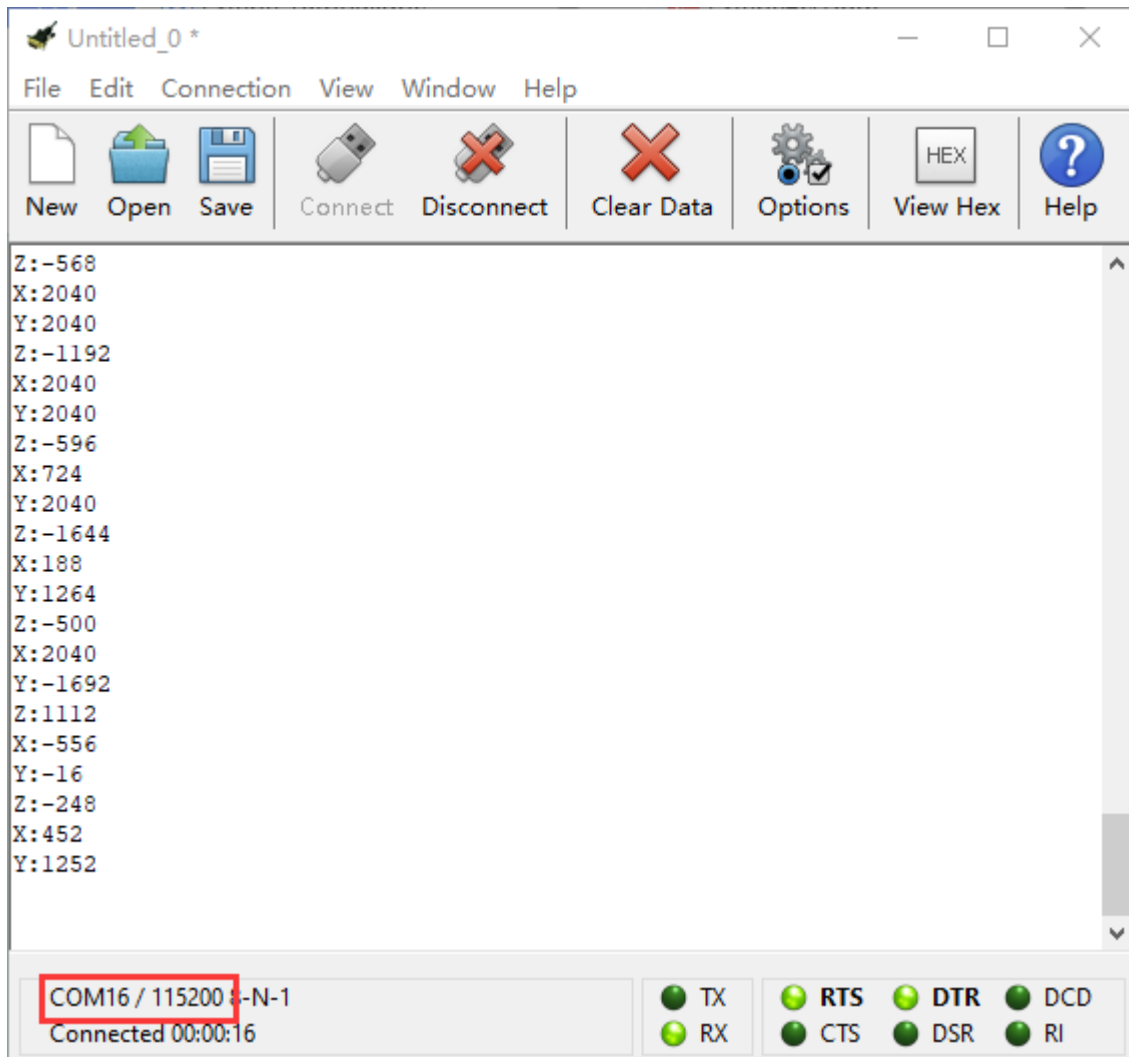 Untitled_0 *
File Edit Connection View Window Help
New Open Save Connect Disconnect Clear Data Options HEX View Hex ? Help
Z:-568
X:2040
Y:2040
Z:-1192
X:2040
Y:2040
Z:-596
X:724
Y:2040
Z:-1644
X:188
Y:1264
Z:-500
X:2040
Y:-1692
Z:1112
X:-556
Y:-16
Z:-248
X:452
Y:1252
COM16 / 115200 8-N-1 TX RTS DTR DCD
Connected 00:00:16 RX CTS DSR RI